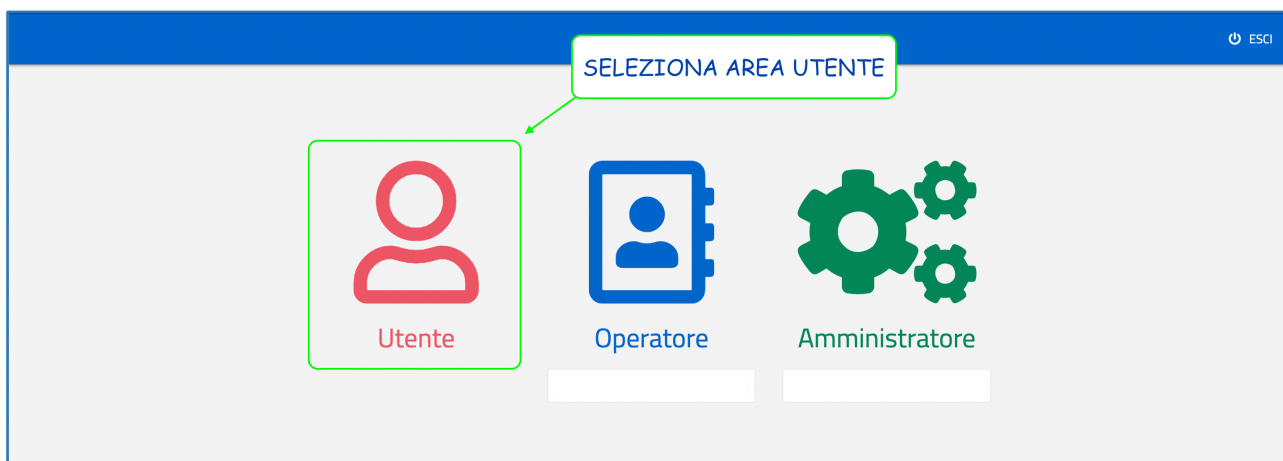 ESCI
SELEZIONA AREA UTENTE
Utente
Operatore
Amministratore